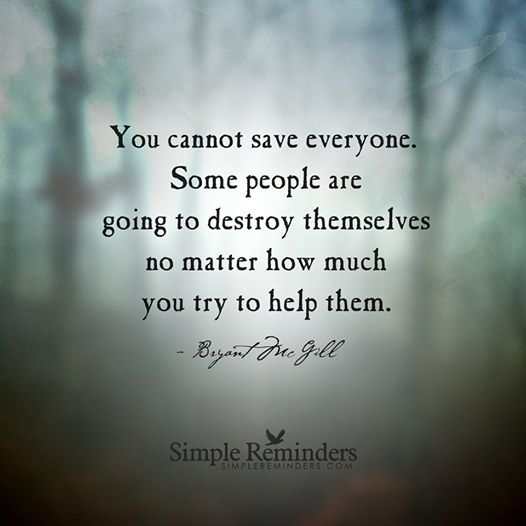 You cannot save everyone.
Some people are
going to destroy themselves
no matter how much
you try to help them.
- Bryant McGill
Simple Reminders
SIMPLEREMINDERS.COM